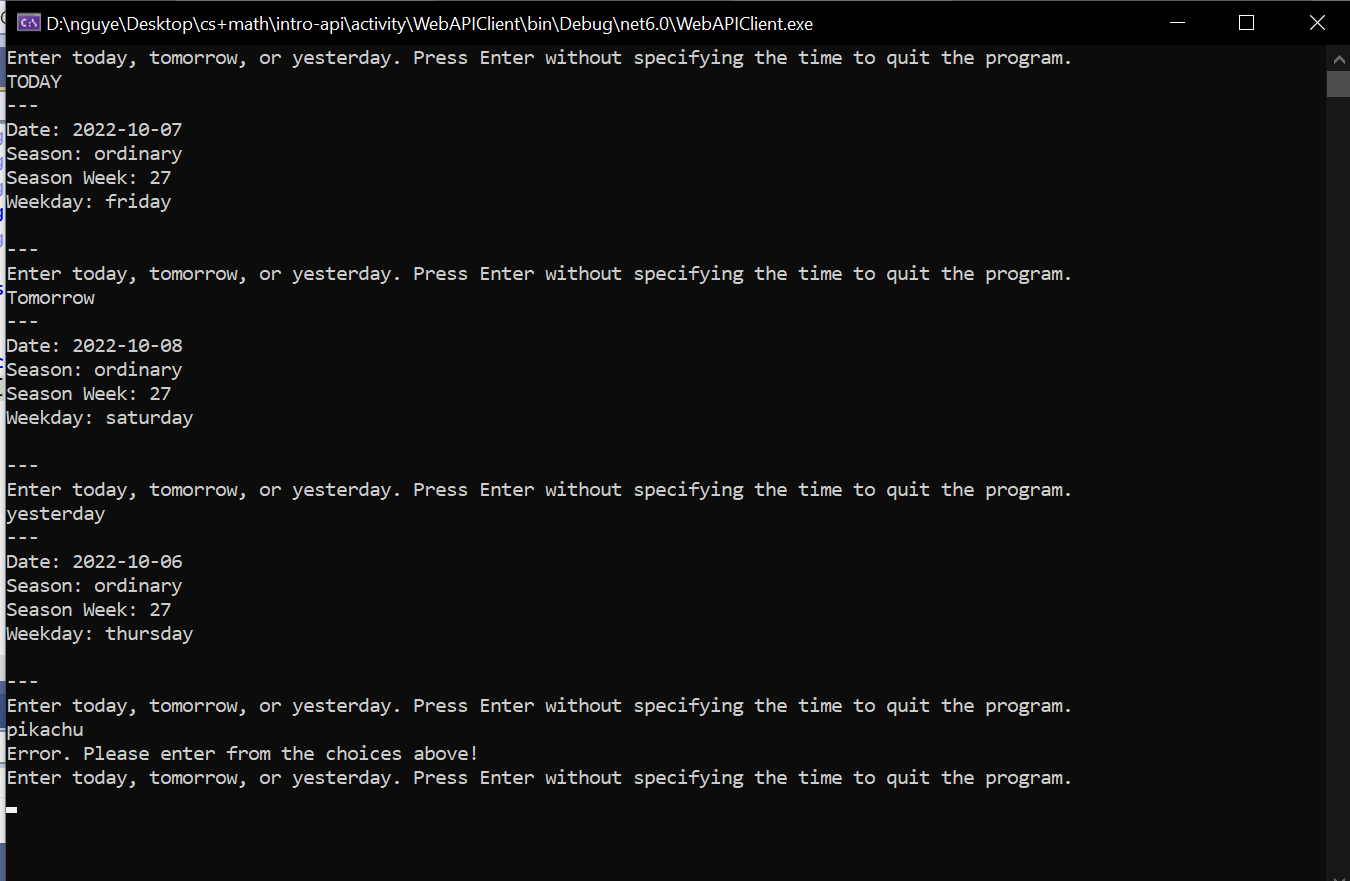 D:\nguye\Desktop\cs+math\intro-api\activity\WebAPIClient\bin\Debug\net6.0\WebAPIClient.exe
Enter today, tomorrow, or yesterday. Press Enter without specifying the time to quit the program.
TODAY
---
Date: 2022-10-07
Season: ordinary
Season Week: 27
Weekday: friday
---
Enter today, tomorrow, or yesterday. Press Enter without specifying the time to quit the program.
Tomorrow
---
Date: 2022-10-08
Season: ordinary
Season Week: 27
Weekday: saturday
---
Enter today, tomorrow, or yesterday. Press Enter without specifying the time to quit the program.
yesterday
---
Date: 2022-10-06
Season: ordinary
Season Week: 27
Weekday: thursday
---
Enter today, tomorrow, or yesterday. Press Enter without specifying the time to quit the program.
pikachu
Error. Please enter from the choices above!
Enter today, tomorrow, or yesterday. Press Enter without specifying the time to quit the program.